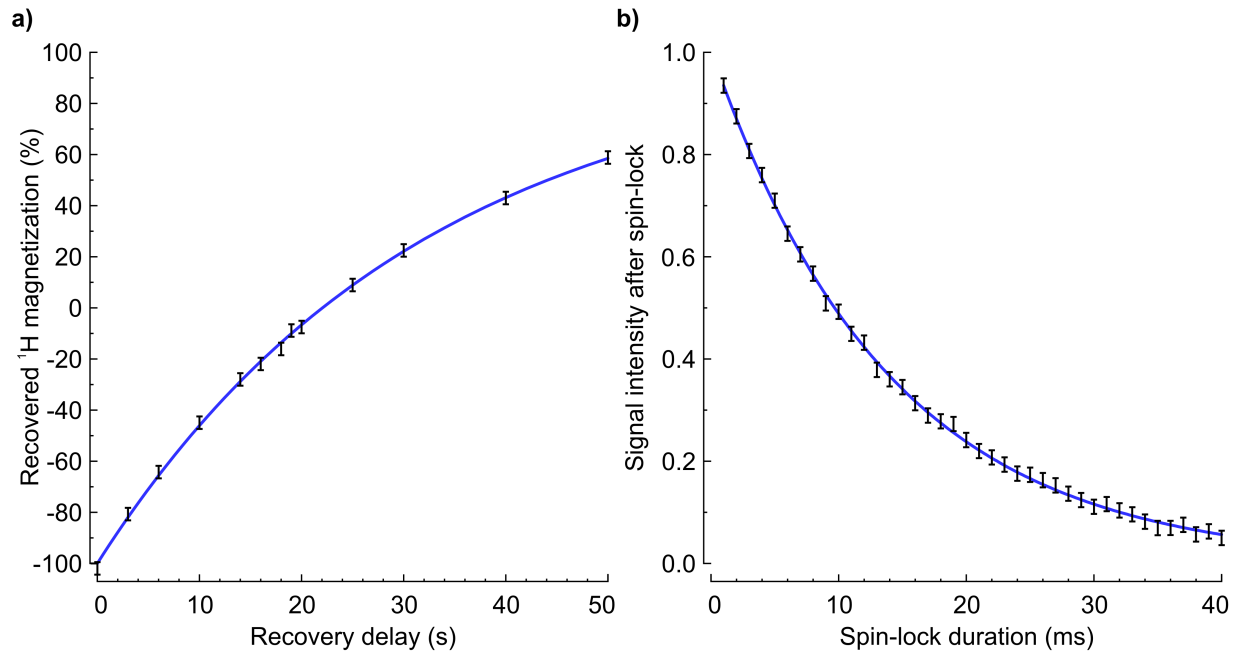 a)
Recovered ¹H magnetization (%)
100
80
60
40
20
0
-20
-40
-60
-80
-100
0 10 20 30 40 50
Recovery delay (s)
b)
Signal intensity after spin-lock
1.0
0.8
0.6
0.4
0.2
0.0
0 10 20 30 40
Spin-lock duration (ms)